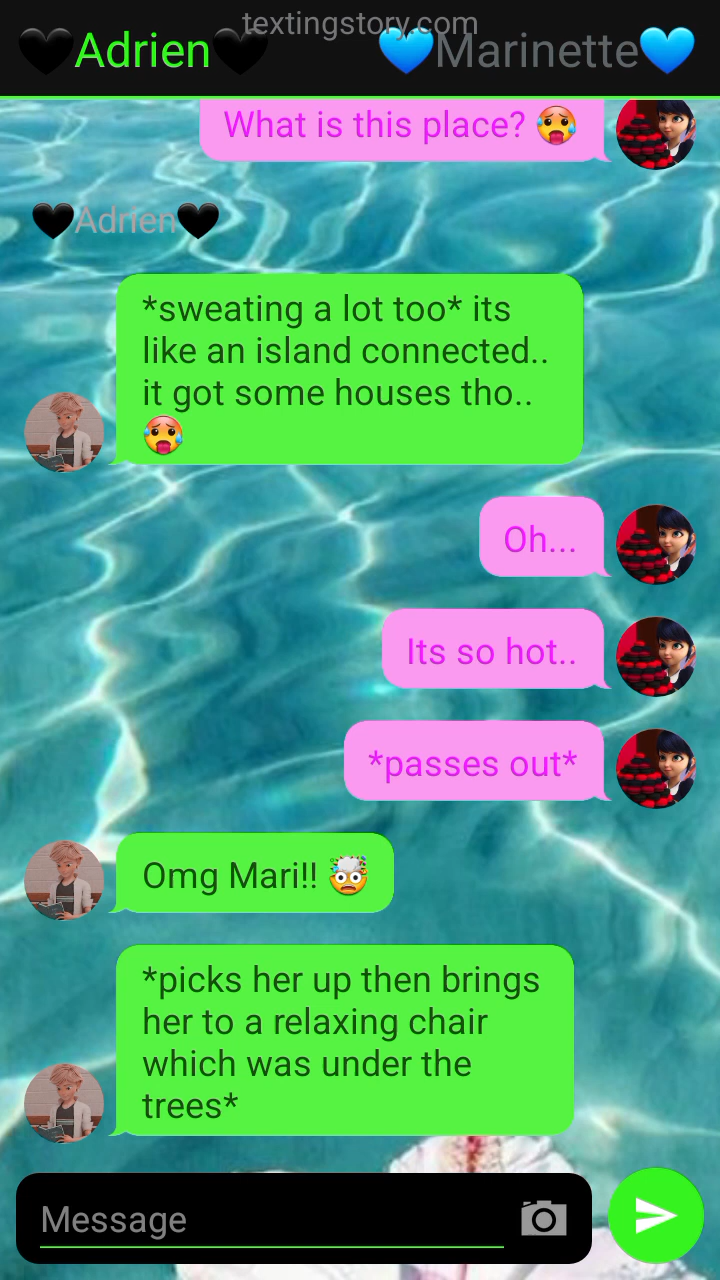 textingstory.com
🖤Adrien🖤 💙Marinette💙
What is this place? 🥵
🖤Adrien🖤
*sweating a lot too* its
like an island connected..
it got some houses tho..
🥵
Oh...
Its so hot..
*passes out*
Omg Mari!! 🤯
*picks her up then brings
her to a relaxing chair
which was under the
trees*
Message